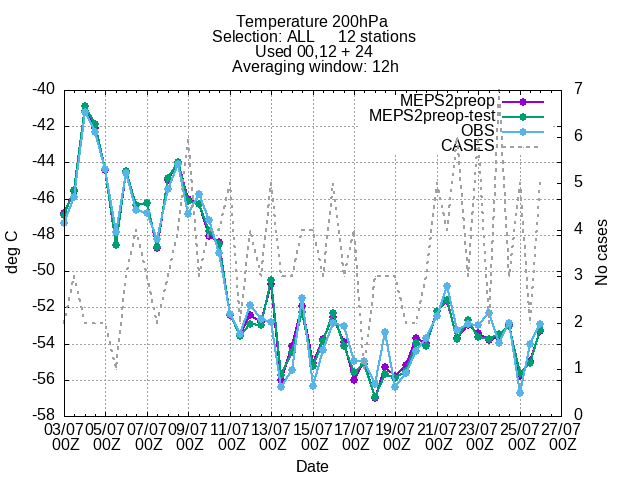 Temperature 200hPa
Selection: ALL 12 stations
Used 00,12 + 24
Averaging window: 12h
MEPS2preop
MEPS2preop-test
OBS
CASES
deg C
-40
-42
-44
-46
-48
-50
-52
-54
-56
-58
No cases
7
6
5
4
3
2
1
0
03/07 05/07 07/07 09/07 11/07 13/07 15/07 17/07 19/07 21/07 23/07 25/07 27/07
00Z 00Z 00Z 00Z 00Z 00Z 00Z 00Z 00Z 00Z 00Z 00Z 00Z
Date